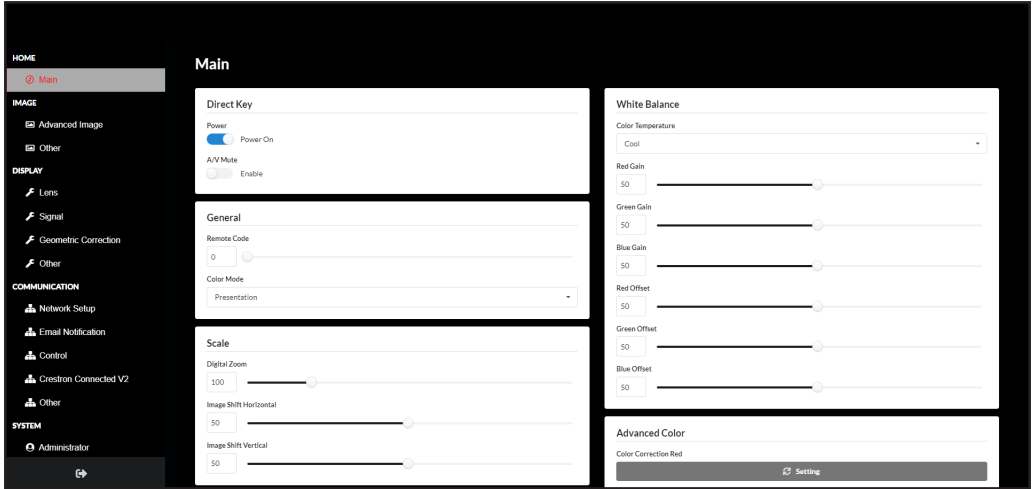 HOME
Main
IMAGE
Advanced Image
Other
DISPLAY
Lens
Signal
Geometric Correction
Other
COMMUNICATION
Network Setup
Email Notification
Control
Crestron Connected V2
Other
SYSTEM
Administrator
Main
Direct Key
Power
Power On
A/V Mute
Enable
General
Remote Code
0
Color Mode
Presentation
Scale
Digital Zoom
100
Image Shift Horizontal
50
Image Shift Vertical
50
White Balance
Color Temperature
Cool
Red Gain
50
Green Gain
50
Blue Gain
50
Red Offset
50
Green Offset
50
Blue Offset
50
Advanced Color
Color Correction Red
Setting